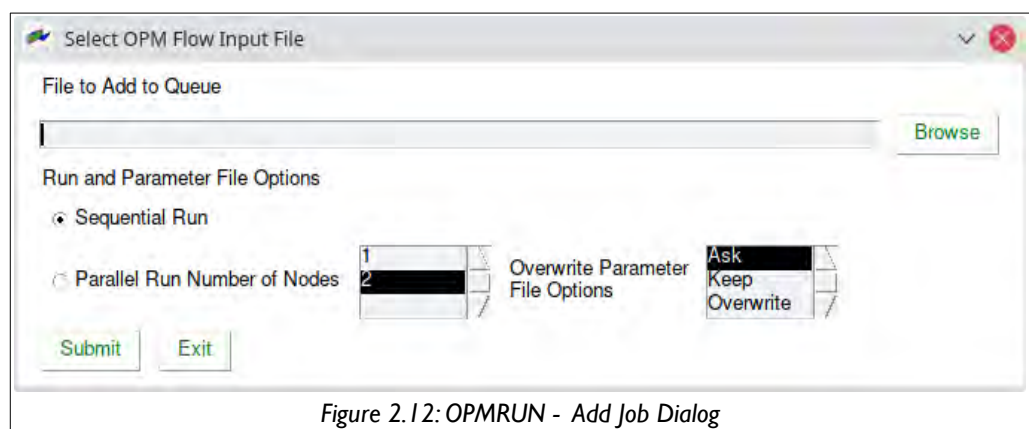 Select OPM Flow Input File
File to Add to Queue
Browse
Run and Parameter File Options
Sequential Run
Parallel Run Number of Nodes
1
2
Overwrite Parameter
File Options
Ask
Keep
Overwrite
Submit Exit
Figure 2.12: OPMRUN - Add Job Dialog